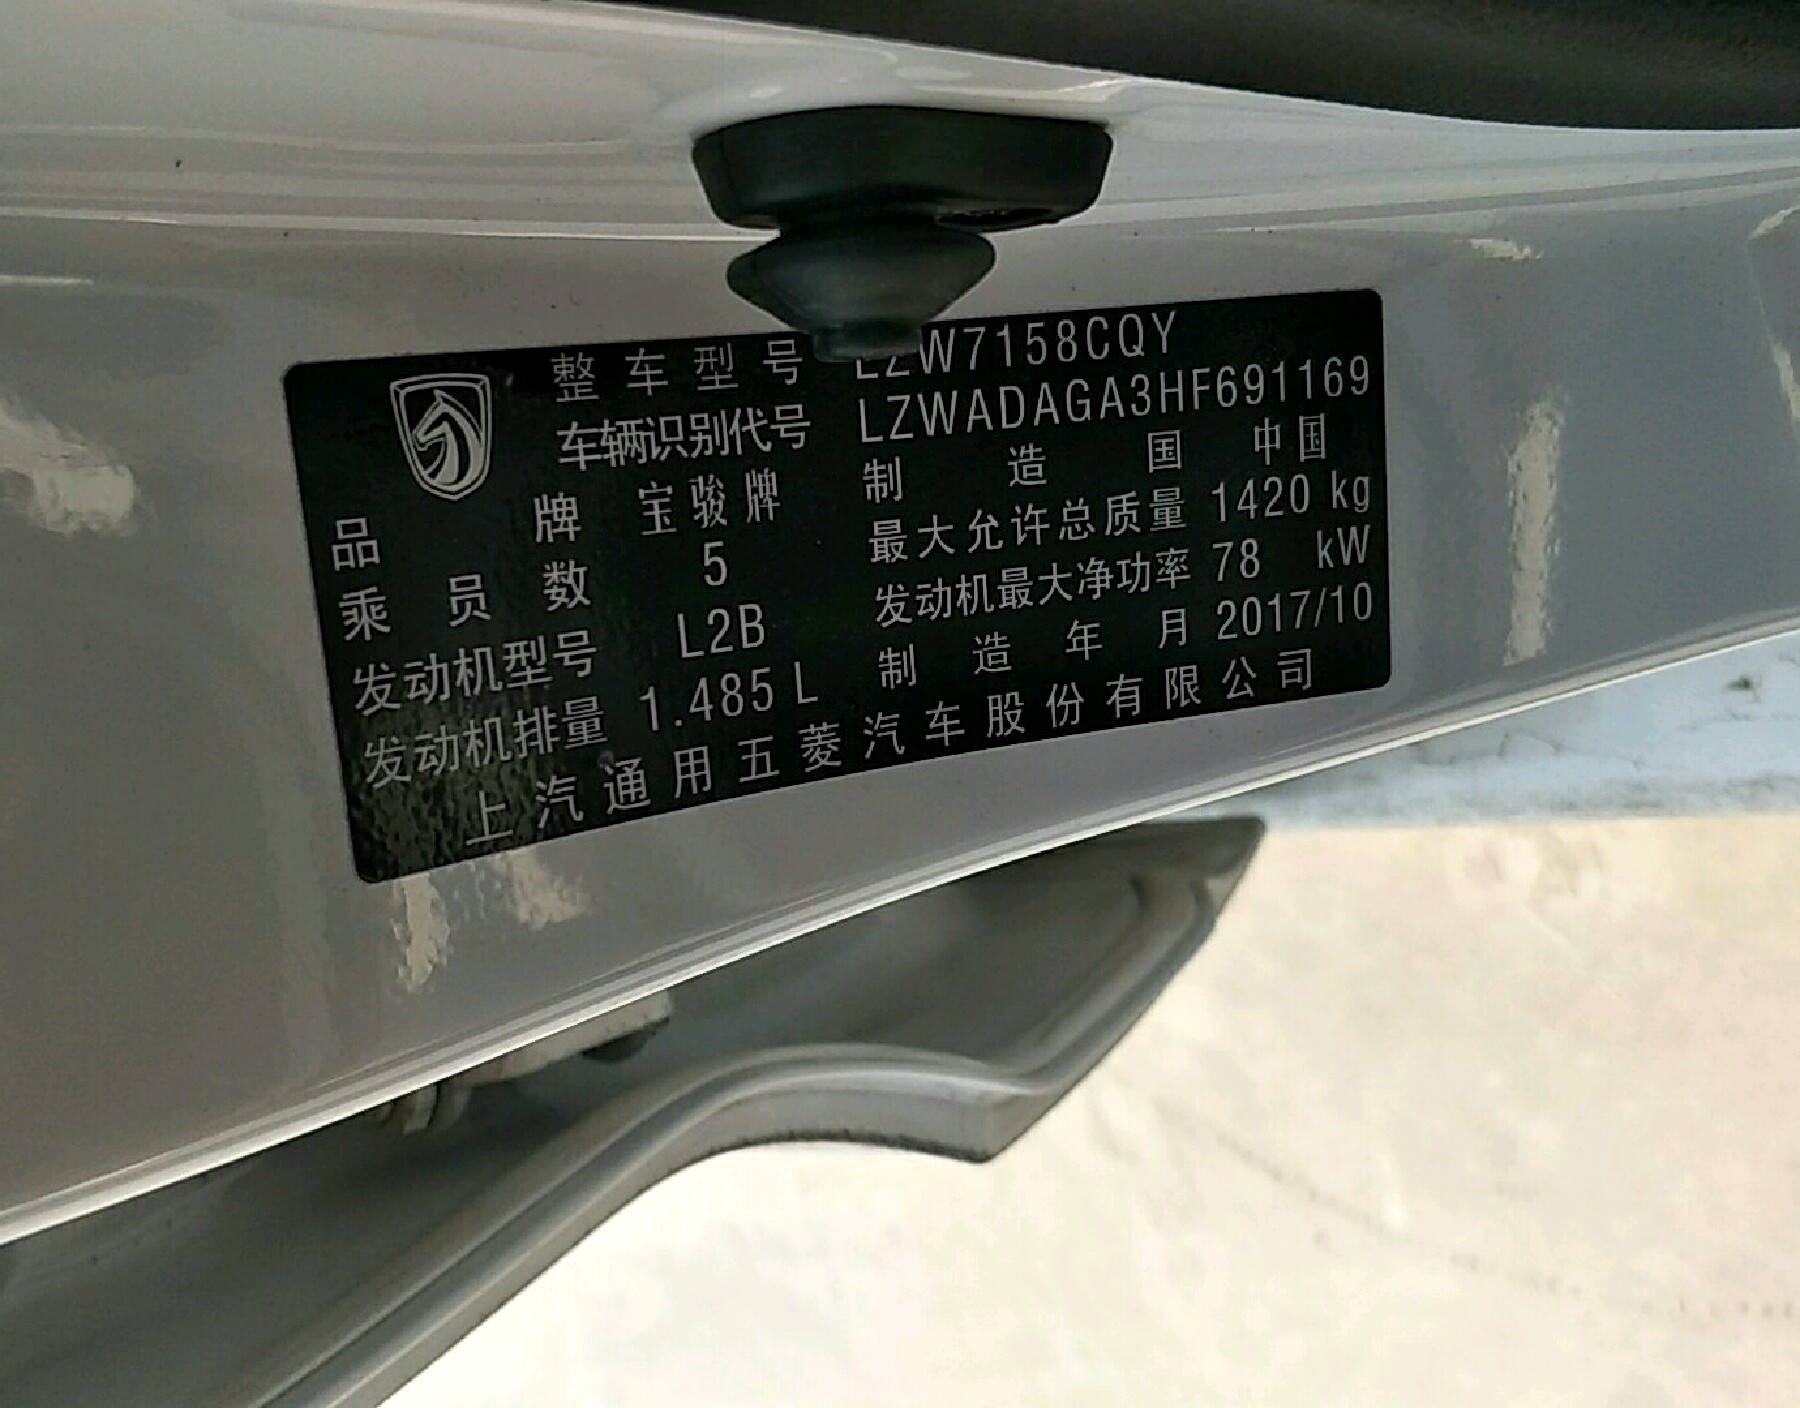 整车型号 LZW7158CQY
车辆识别代号 LZWADAGA3HF691169
品牌 宝骏牌 制造国 中国
乘员数 5 最大允许总质量 1420 kg
发动机型号 L2B 发动机最大净功率 78 kW
发动机排量 1.485 L 制造年月 2017/10
上汽通用五菱汽车股份有限公司